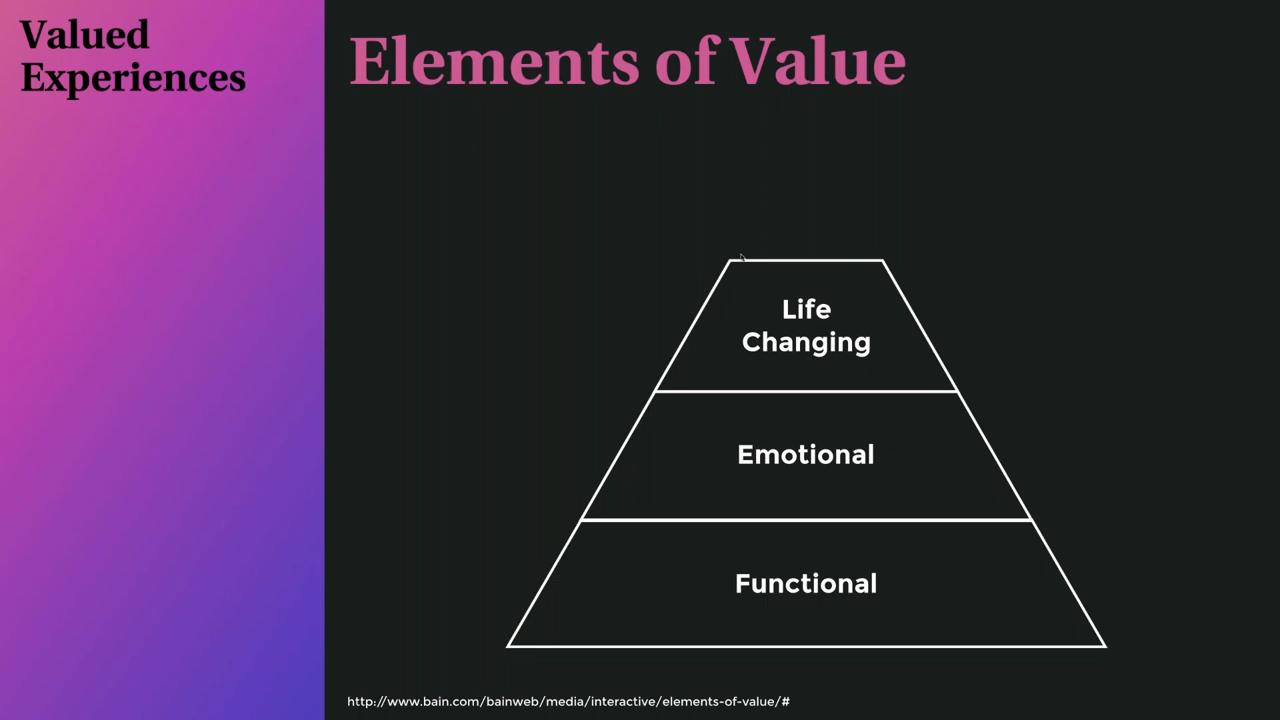 Valued
Experiences
Elements of Value
Life
Changing
Emotional
Functional
http://www.bain.com/bainweb/media/interactive/elements-of-value/#